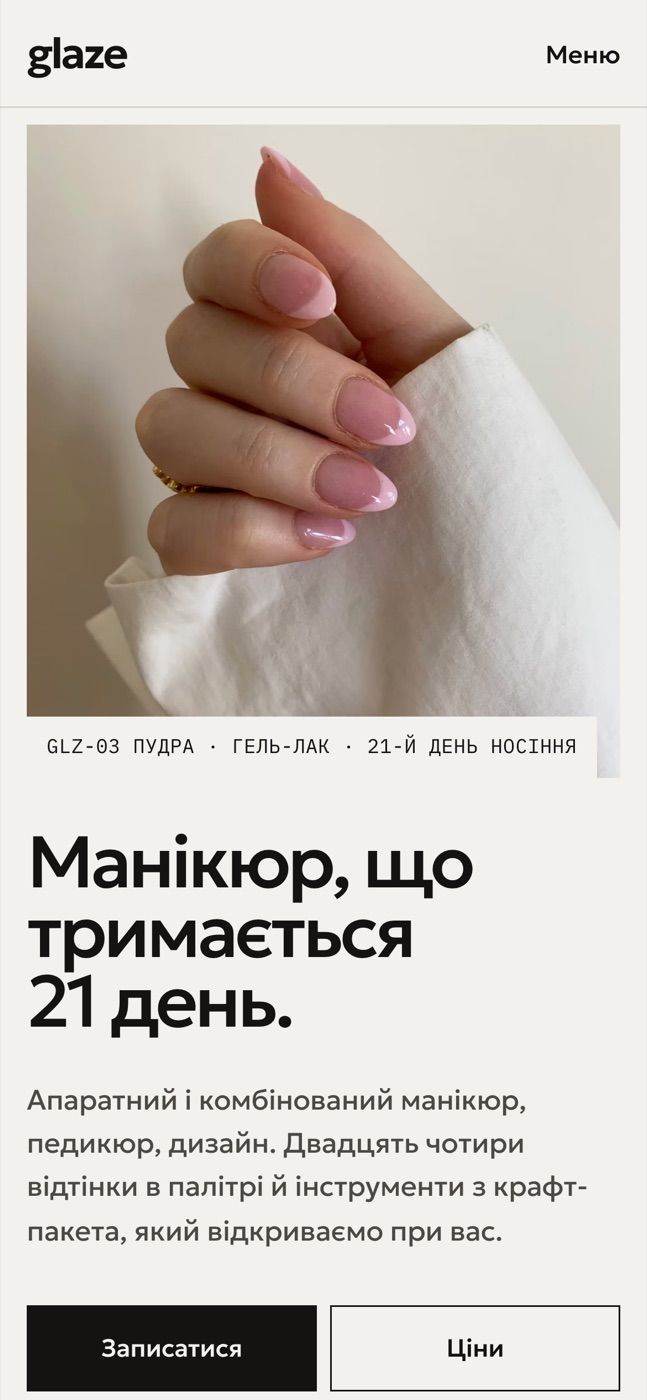 glaze
Меню
GLZ-03 ПУДРА · ГЕЛЬ-ЛАК · 21-Й ДЕНЬ НОСІННЯ
Манікюр, що
тримається
21 день.
Апаратний і комбінований манікюр,
педикюр, дизайн. Двадцять чотири
відтінки в палітрі й інструменти з крафт-
пакета, який відкриваємо при вас.
Записатися
Ціни